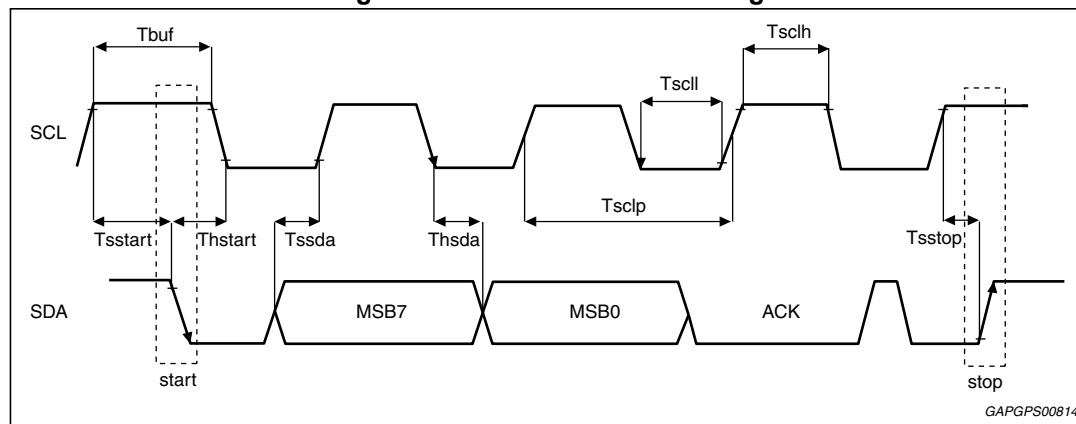 Tbuf
Tsclh
Tscll
SCL
Tsclp
Tsstart Thstart Tssda Thsda Tsstop
SDA
MSB7 MSB0 ACK
start stop
GAPGPS00814